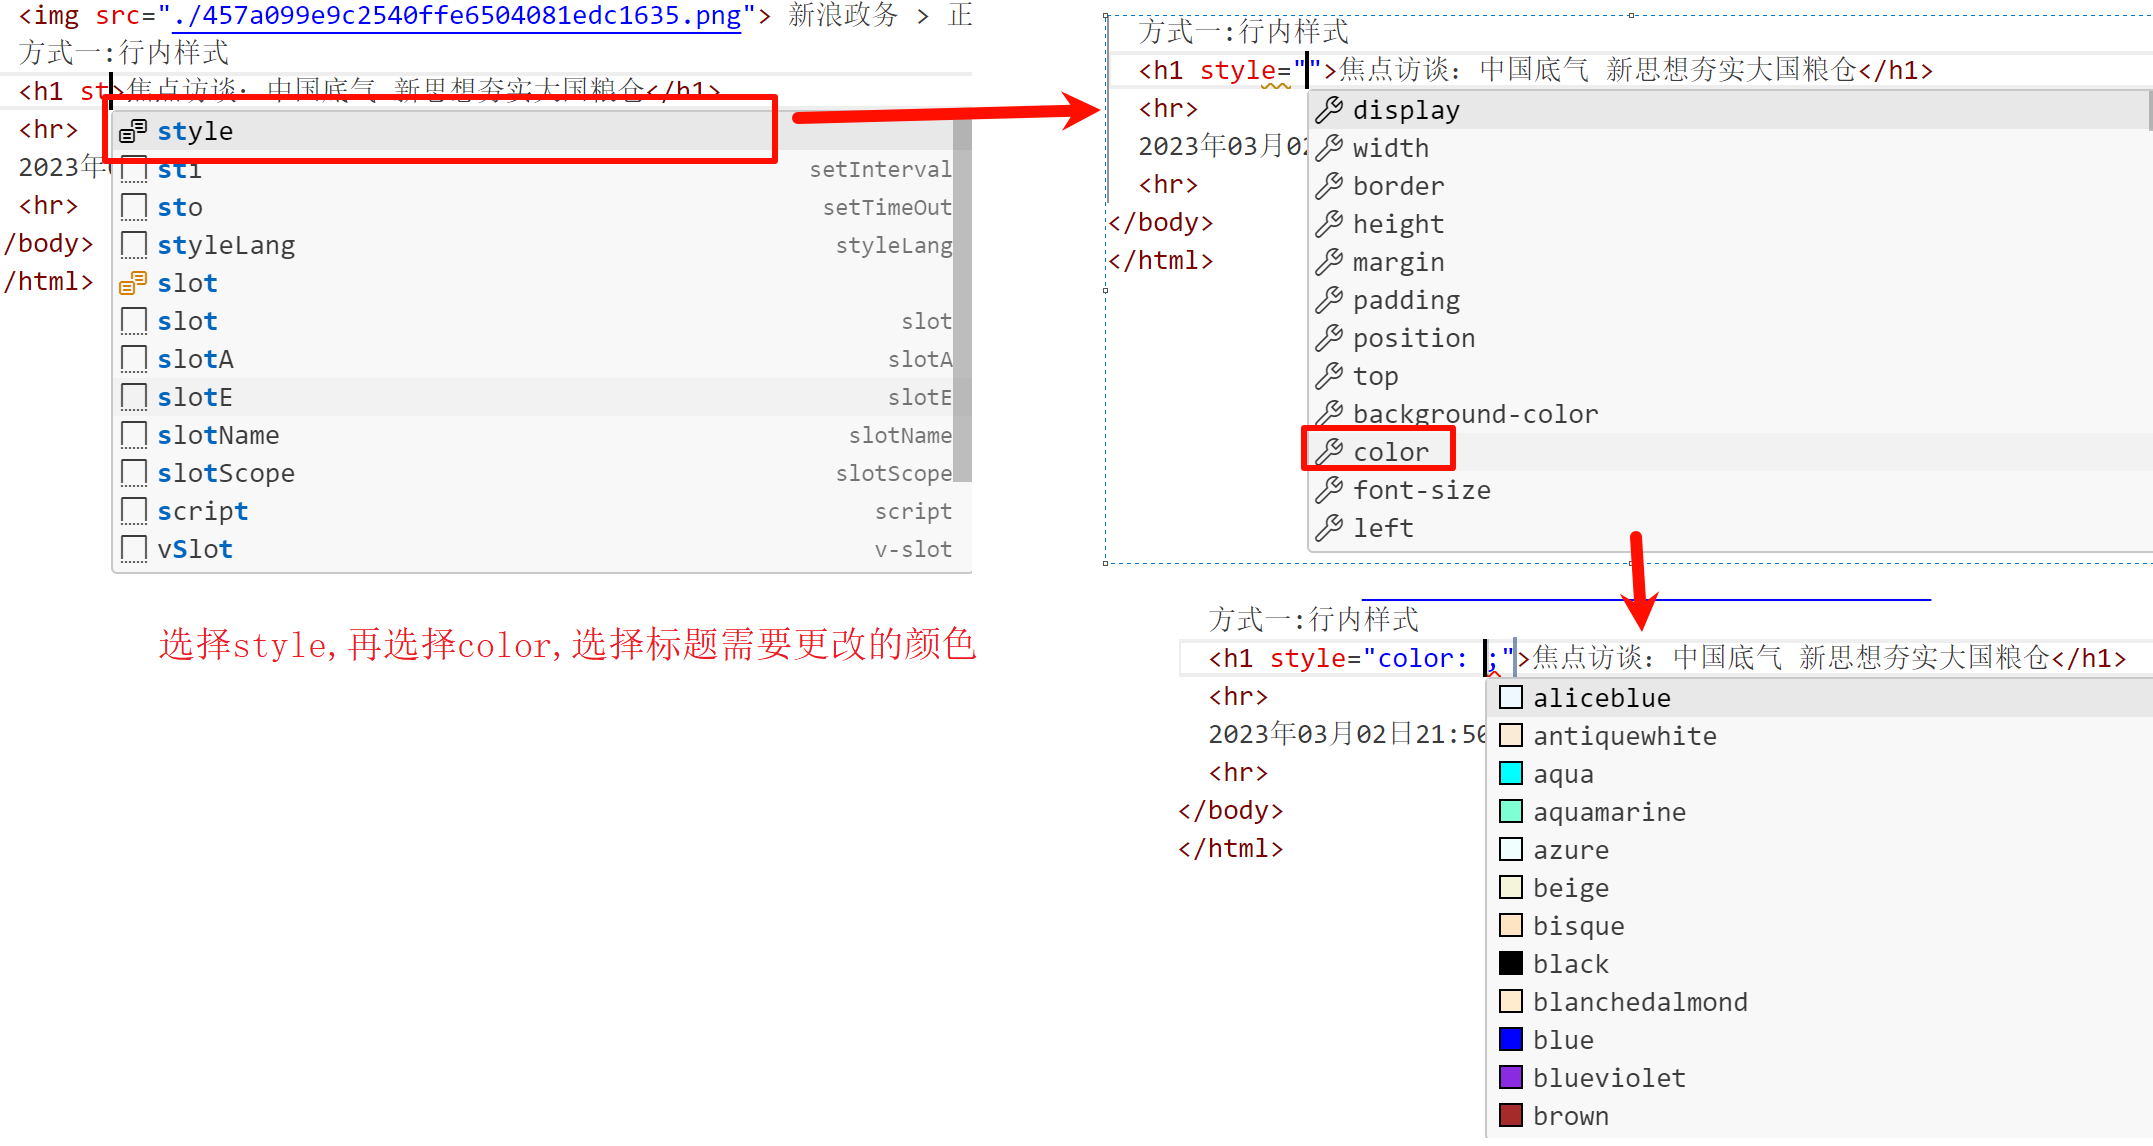 <img src="./457a099e9c2540ffe6504081edc1635.png"> 新浪政务 > 正
方式一:行内样式
<h1 st>焦点访谈: 中国底气 新思想夯实大国粮仓</h1>
<hr>
2023年
<hr>
/body>
/html>
style
sti setInterval
sto setTimeOut
styleLang styleLang
slot
slot slot
slotA slotA
slotE slotE
slotName slotName
slotScope slotScope
script script
vSlot v-slot
选择style,再选择color,选择标题需要更改的颜色
方式一:行内样式
<h1 style="">焦点访谈: 中国底气 新思想夯实大国粮仓</h1>
<hr>
2023年03月02
<hr>
</body>
</html>
display
width
border
height
margin
padding
position
top
background-color
color
font-size
left
方式一:行内样式
<h1 style="color: ;">焦点访谈: 中国底气 新思想夯实大国粮仓</h1>
<hr>
2023年03月02日21:50
<hr>
</body>
</html>
aliceblue
antiquewhite
aqua
aquamarine
azure
beige
bisque
black
blanchedalmond
blue
blueviolet
brown